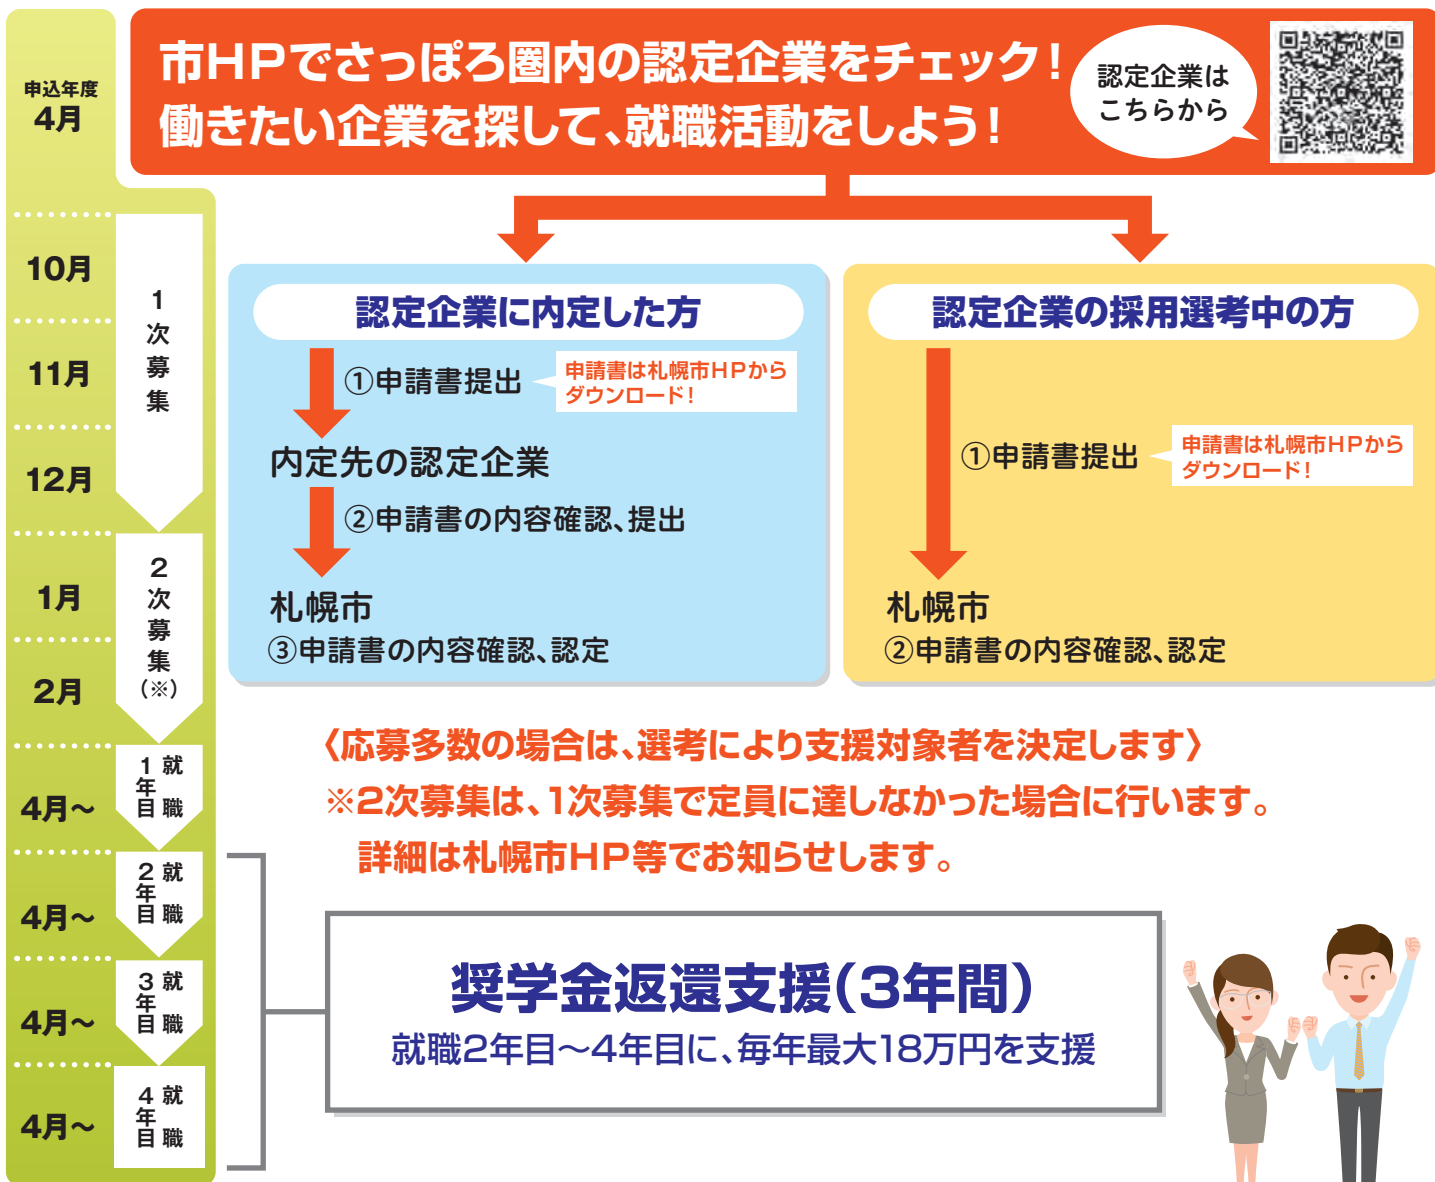 申込年度
4月
市HPでさっぽろ圏内の認定企業をチェック！
働きたい企業を探して、就職活動をしよう！
認定企業は
こちらから
10月
11月
12月
1月
2月
4月～
4月～
4月～
4月～
1次募集
2次募集(※)
就職1年目
就職2年目
就職3年目
就職4年目
認定企業に内定した方
①申請書提出
申請書は札幌市HPから
ダウンロード！
内定先の認定企業
②申請書の内容確認、提出
札幌市
③申請書の内容確認、認定
認定企業の採用選考中の方
①申請書提出
申請書は札幌市HPから
ダウンロード！
札幌市
②申請書の内容確認、認定
〈応募多数の場合は、選考により支援対象者を決定します〉
※2次募集は、1次募集で定員に達しなかった場合に行います。
詳細は札幌市HP等でお知らせします。
奨学金返還支援(3年間)
就職2年目～4年目に、毎年最大18万円を支援